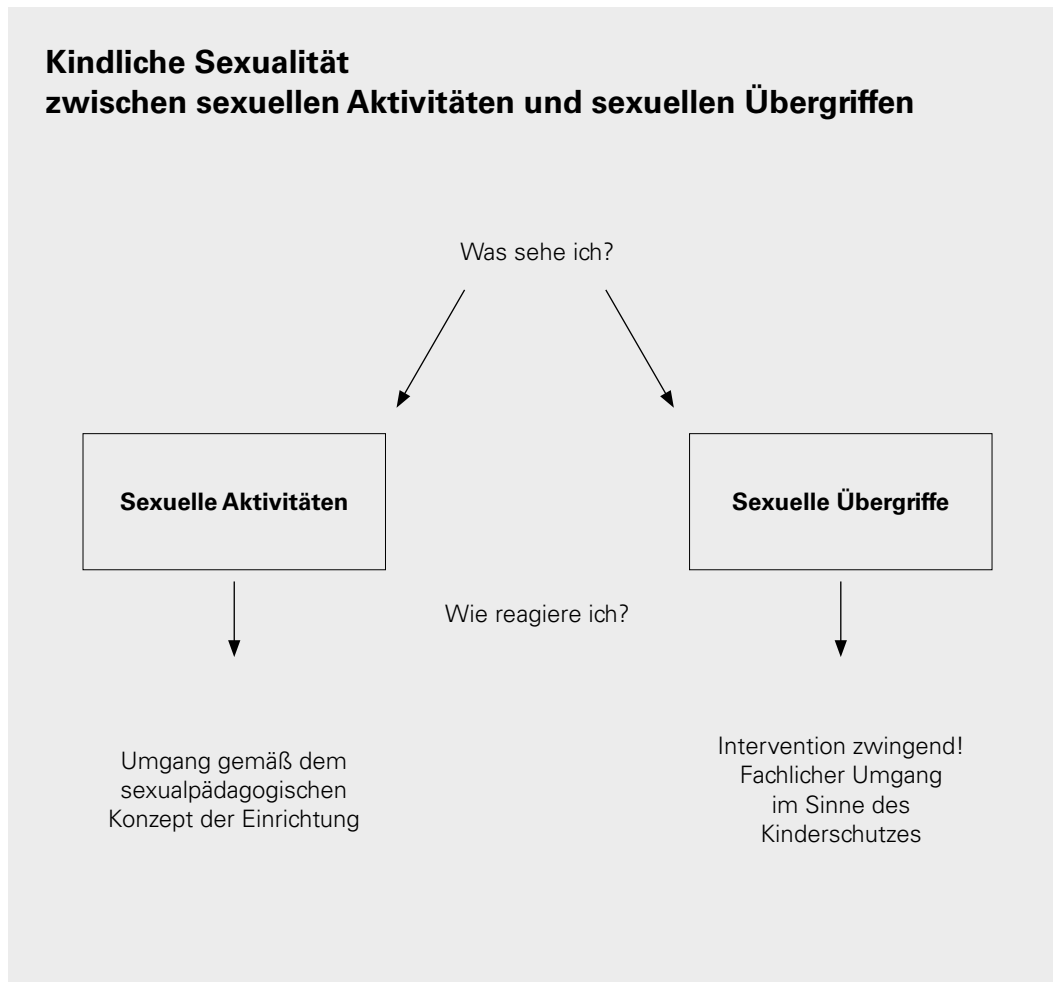 Kindliche Sexualität
zwischen sexuellen Aktivitäten und sexuellen Übergriffen
Was sehe ich?
Sexuelle Aktivitäten
Sexuelle Übergriffe
Wie reagiere ich?
Umgang gemäß dem
sexualpädagogischen
Konzept der Einrichtung
Intervention zwingend!
Fachlicher Umgang
im Sinne des
Kinderschutzes